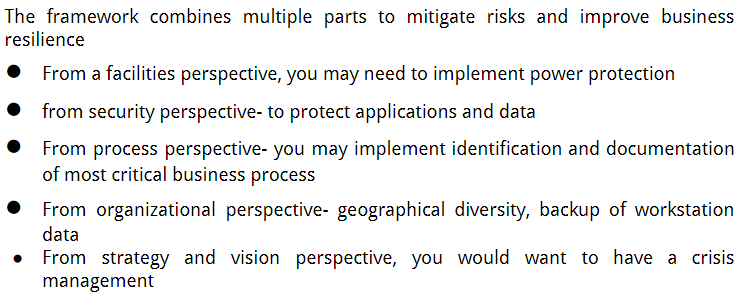 The framework combines multiple parts to mitigate risks and improve business
resilience
● From a facilities perspective, you may need to implement power protection
● from security perspective- to protect applications and data
● From process perspective- you may implement identification and documentation
of most critical business process
● From organizational perspective- geographical diversity, backup of workstation
data
● From strategy and vision perspective, you would want to have a crisis
management